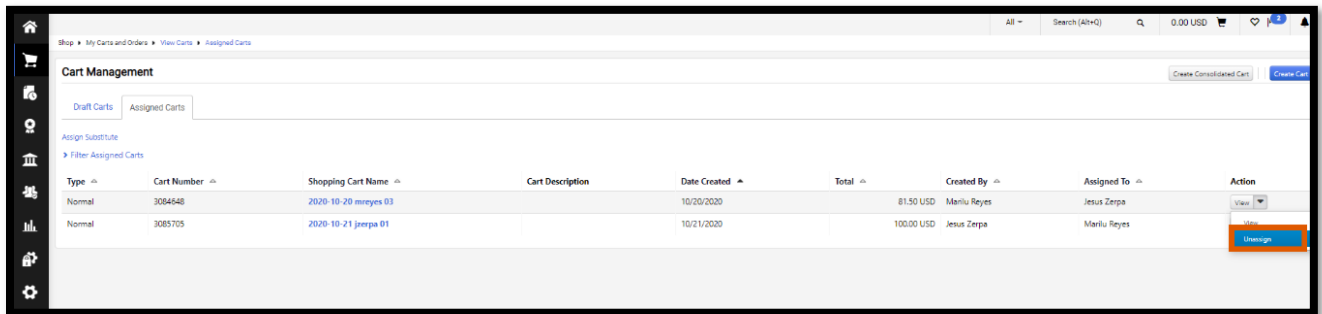 All
Search (Alt+Q)
0.00 USD
2
Shop My Carts and Orders View Carts Assigned Carts
Cart Management
Create Consolidated Cart
Create Cart
Draft Carts Assigned Carts
Assign Substitute
Filter Assigned Carts
Type Cart Number Shopping Cart Name Cart Description Date Created Total Created By Assigned To Action
Normal 3084648 2020-10-20 mreyes 03 10/20/2020 81.50 USD Marilu Reyes Jesus Zerpa View
Normal 3085705 2020-10-21 jzerpa 01 10/21/2020 100.00 USD Jesus Zerpa Marilu Reyes View
Unassign